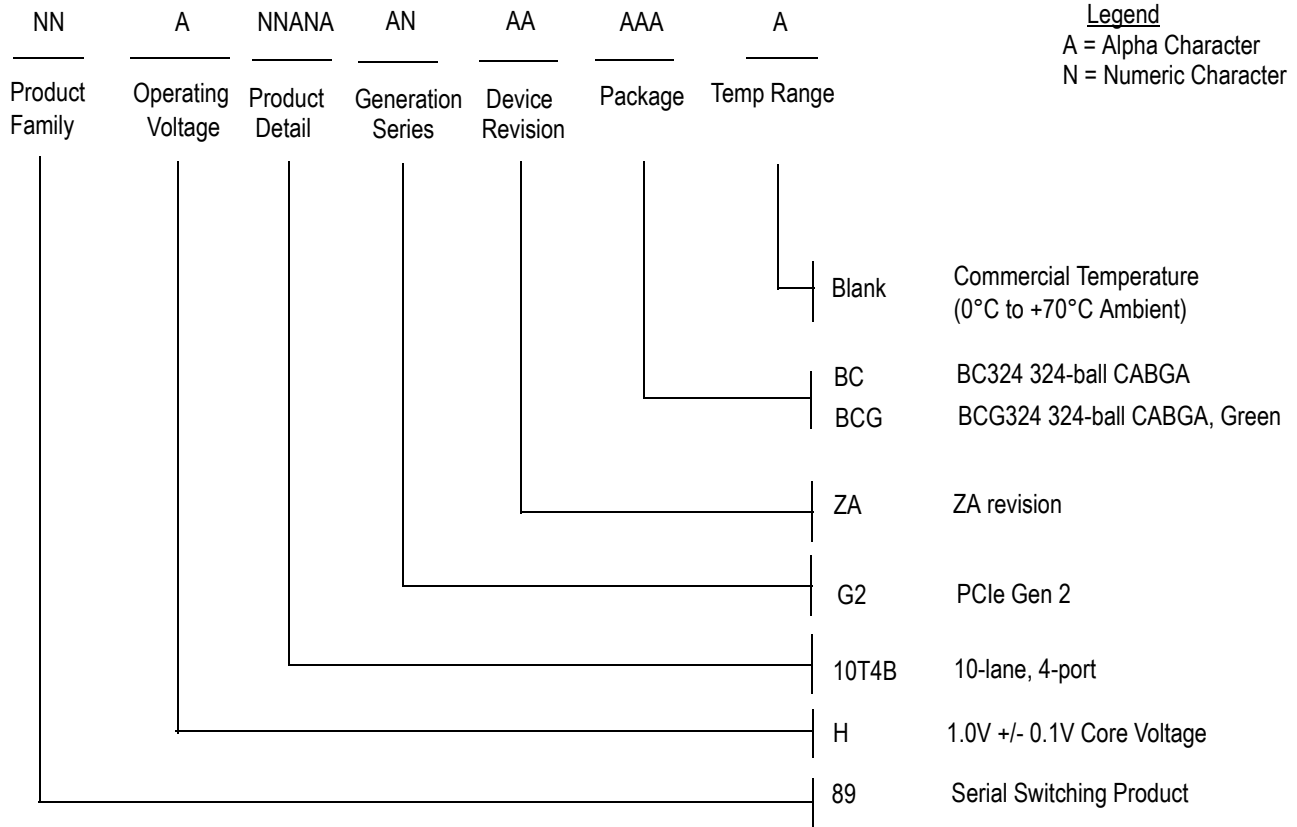 NN A NNANA AN AA AAA A
Legend
A = Alpha Character
N = Numeric Character
Product Family
Operating Voltage
Product Detail
Generation Series
Device Revision
Package
Temp Range
Blank Commercial Temperature
(0°C to +70°C Ambient)
BC BC324 324-ball CABGA
BCG BCG324 324-ball CABGA, Green
ZA ZA revision
G2 PCIe Gen 2
10T4B 10-lane, 4-port
H 1.0V +/- 0.1V Core Voltage
89 Serial Switching Product